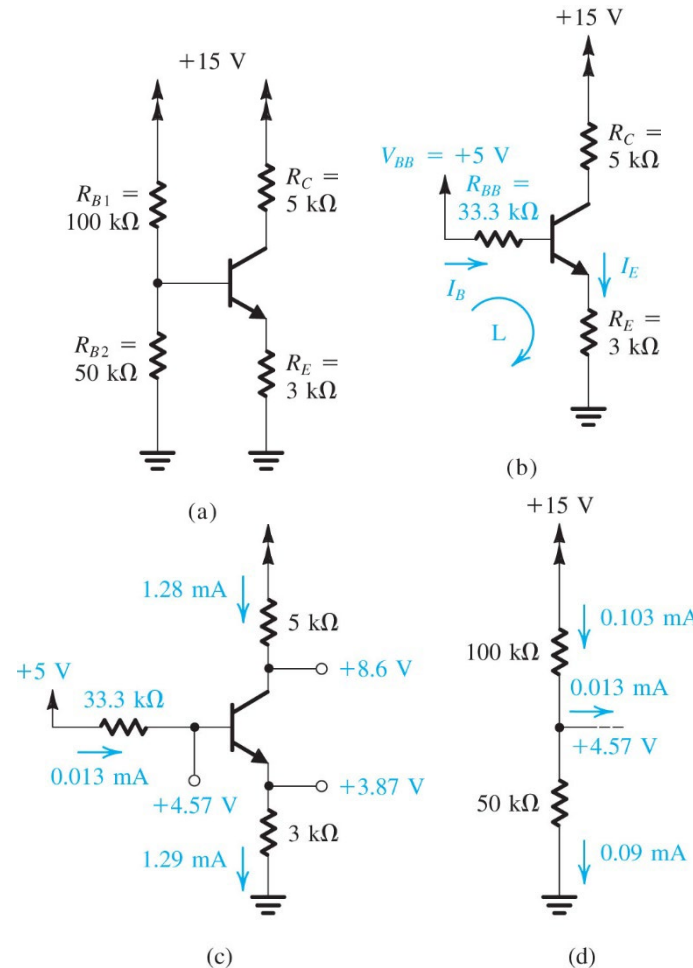 +15 V
R_B1 =
100 kΩ
R_C =
5 kΩ
R_B2 =
50 kΩ
R_E =
3 kΩ
(a)
+15 V
V_BB = +5 V
R_BB =
33.3 kΩ
R_C =
5 kΩ
I_B
I_E
L
R_E =
3 kΩ
(b)
1.28 mA
5 kΩ
+8.6 V
+5 V
33.3 kΩ
0.013 mA
+4.57 V
+3.87 V
3 kΩ
1.29 mA
(c)
+15 V
0.103 mA
100 kΩ
0.013 mA
+4.57 V
50 kΩ
0.09 mA
(d)